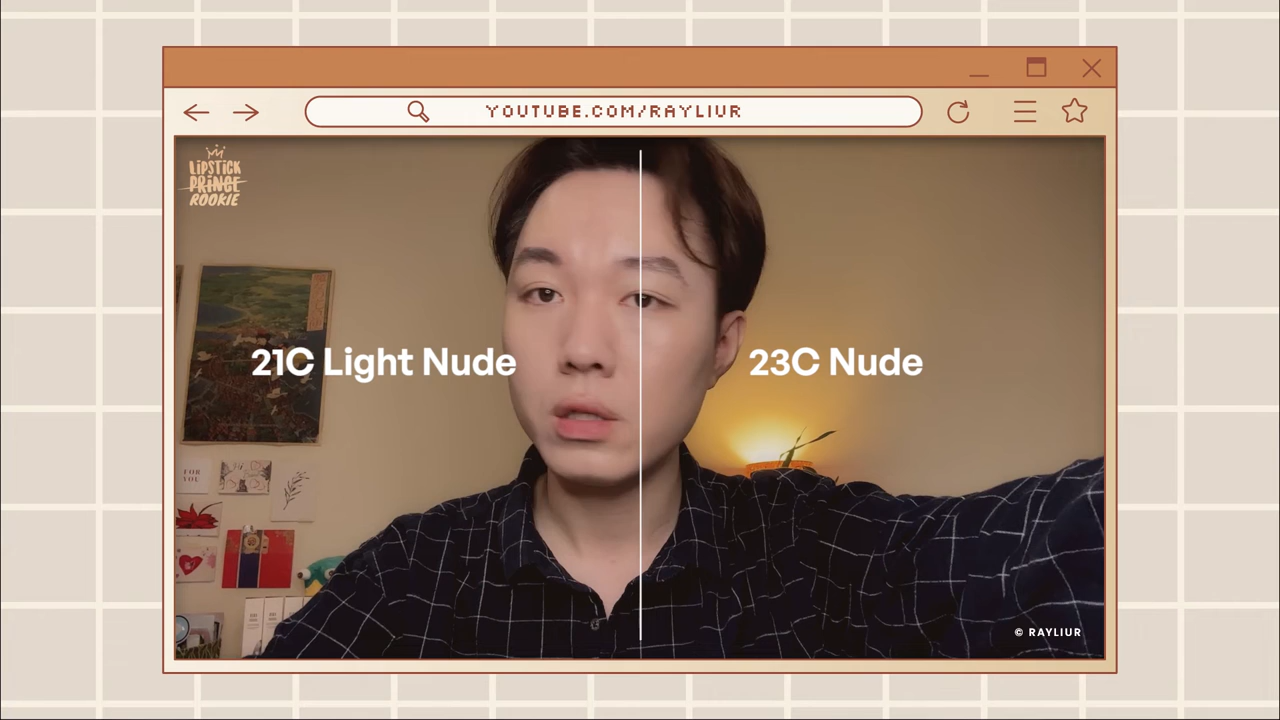 YOUTUBE.COM/RAYLIUR
LIPSTICK
PRINCE
ROOKIE
21C Light Nude
23C Nude
FOR
YOU
© RAYLIUR